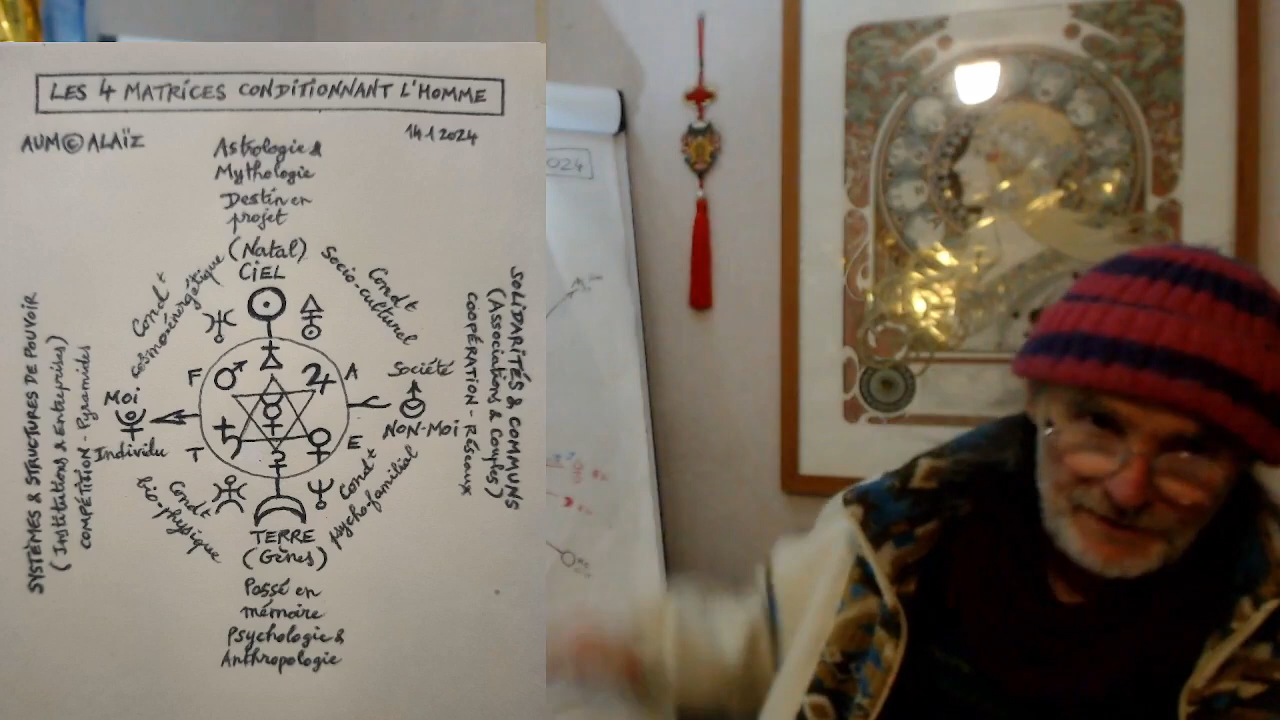 LES 4 MATRICES CONDITIONNANT L'HOMME
AUM © ALAÏZ
14.1 2024
Astrologie &
Mythologie
Destin en
projet
(Natal)
CIEL
Condt
cosmoénergétique
Condt
Socio-culturel
SYSTÈMES & STRUCTURES DE POUVOIR
(Institutions & Entreprises)
COMPÉTITION - Pyramides
SOLIDARITÉS & COMMUNS
(Associations & Couples)
COOPÉRATION - Réseaux
F
A
Moi
Individu
Société
NON-MOI
T
E
Condt
bio-physique
Condt
psycho-familial
TERRE
(Gènes)
Passé en
mémoire
Psychologie &
Anthropologie
024